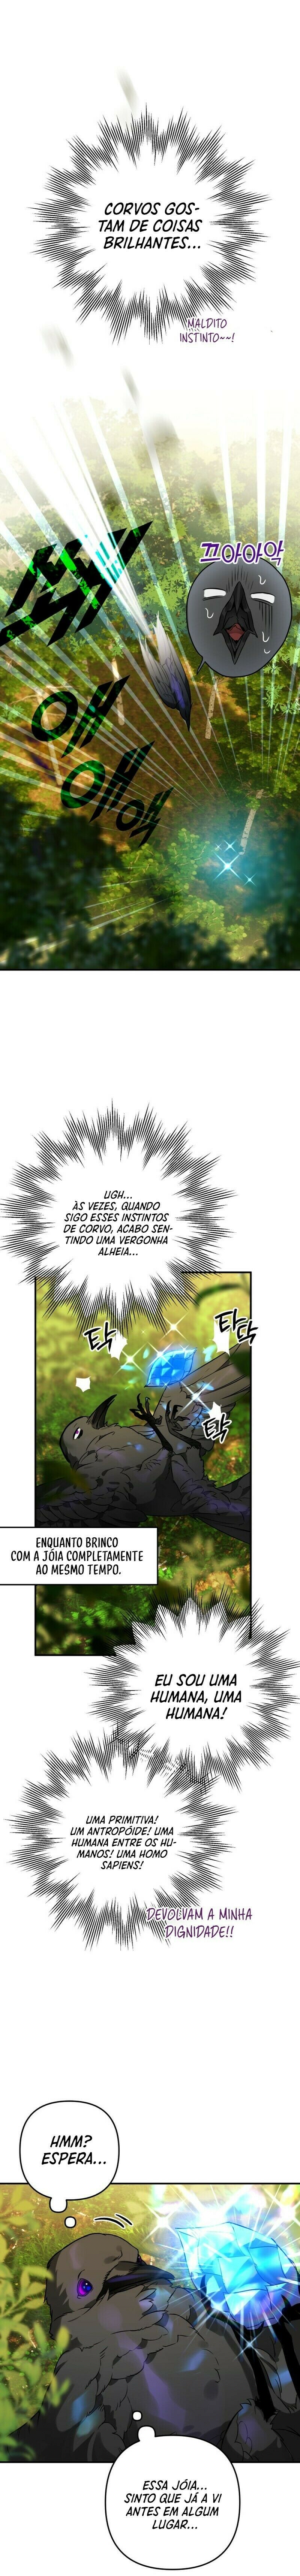 CORVOS GOS-
TAM DE COISAS
BRILHANTES...
MALDITO
INSTINTO~~!
끄아아악
UGH...
ÀS VEZES, QUANDO
SIGO ESSES INSTINTOS
DE CORVO, ACABO SEN-
TINDO UMA VERGONHA
ALHEIA...
탁
타
탁
탁
ENQUANTO BRINCO
COM A JÓIA COMPLETAMENTE
AO MESMO TEMPO.
EU SOU UMA
HUMANA, UMA
HUMANA!
UMA PRIMITIVA!
UM ANTROPÓIDE! UMA
HUMANA ENTRE OS HU-
MANOS! UMA HOMO
SAPIENS!
DEVOLVAM A MINHA
DIGNIDADE!!
HMM?
ESPERA...
ESSA JÓIA...
SINTO QUE JÁ A VI
ANTES EM ALGUM
LUGAR...